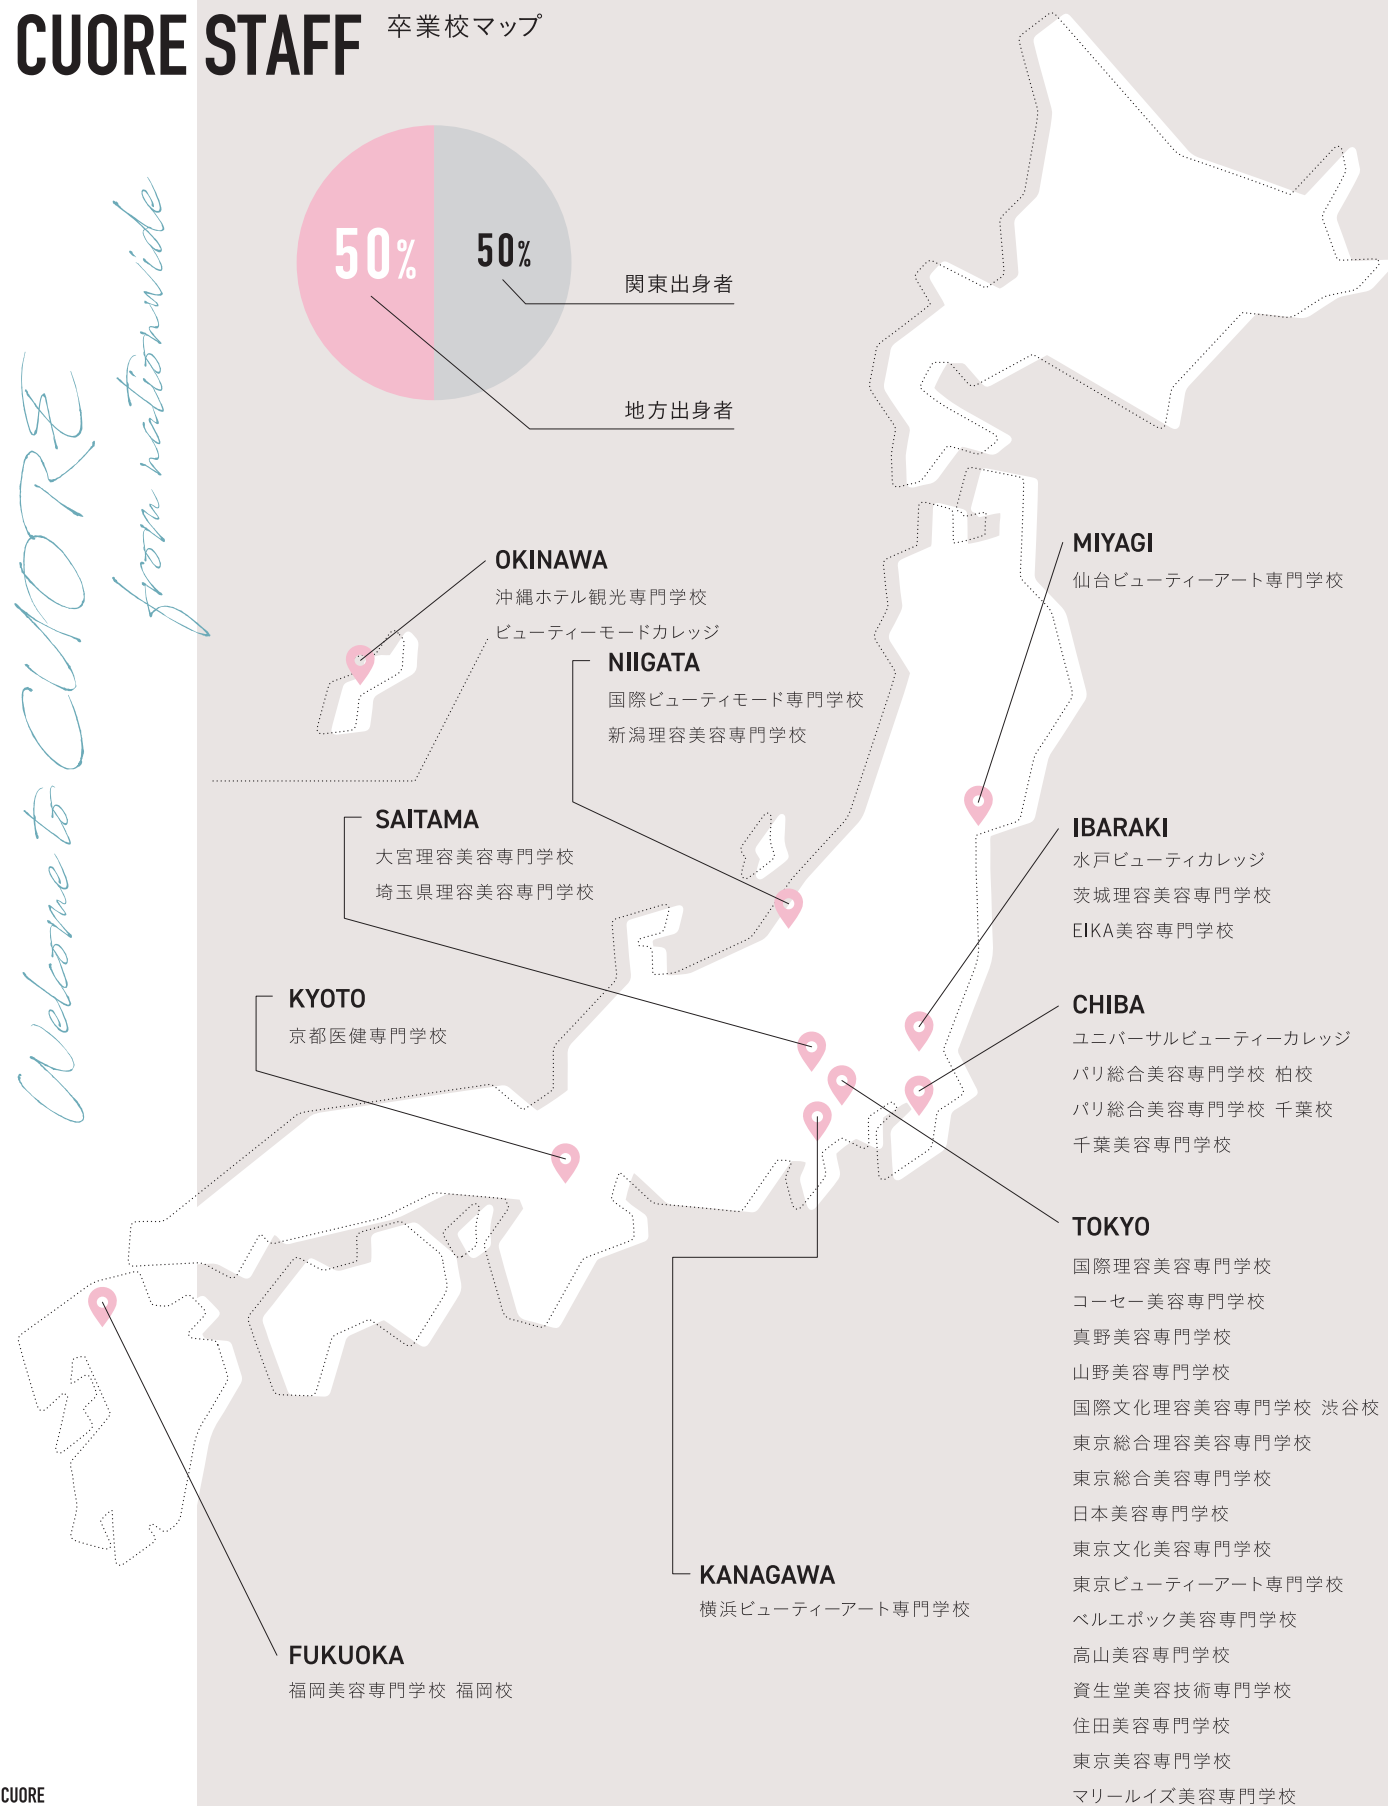 CUORE STAFF 卒業校マップ
Welcome to CUORE
from nationwide
50%
50%
関東出身者
地方出身者
OKINAWA
沖縄ホテル観光専門学校
ビューティーモードカレッジ
NIIGATA
国際ビューティモード専門学校
新潟理容美容専門学校
SAITAMA
大宮理容美容専門学校
埼玉県理容美容専門学校
KYOTO
京都医健専門学校
MIYAGI
仙台ビューティーアート専門学校
IBARAKI
水戸ビューティカレッジ
茨城理容美容専門学校
EIKA美容専門学校
CHIBA
ユニバーサルビューティーカレッジ
パリ総合美容専門学校 柏校
パリ総合美容専門学校 千葉校
千葉美容専門学校
TOKYO
国際理容美容専門学校
コーセー美容専門学校
真野美容専門学校
山野美容専門学校
国際文化理容美容専門学校 渋谷校
東京総合理容美容専門学校
東京総合美容専門学校
日本美容専門学校
東京文化美容専門学校
東京ビューティーアート専門学校
ベルエポック美容専門学校
高山美容専門学校
資生堂美容技術専門学校
住田美容専門学校
東京美容専門学校
マリールイズ美容専門学校
KANAGAWA
横浜ビューティーアート専門学校
FUKUOKA
福岡美容専門学校 福岡校
CUORE